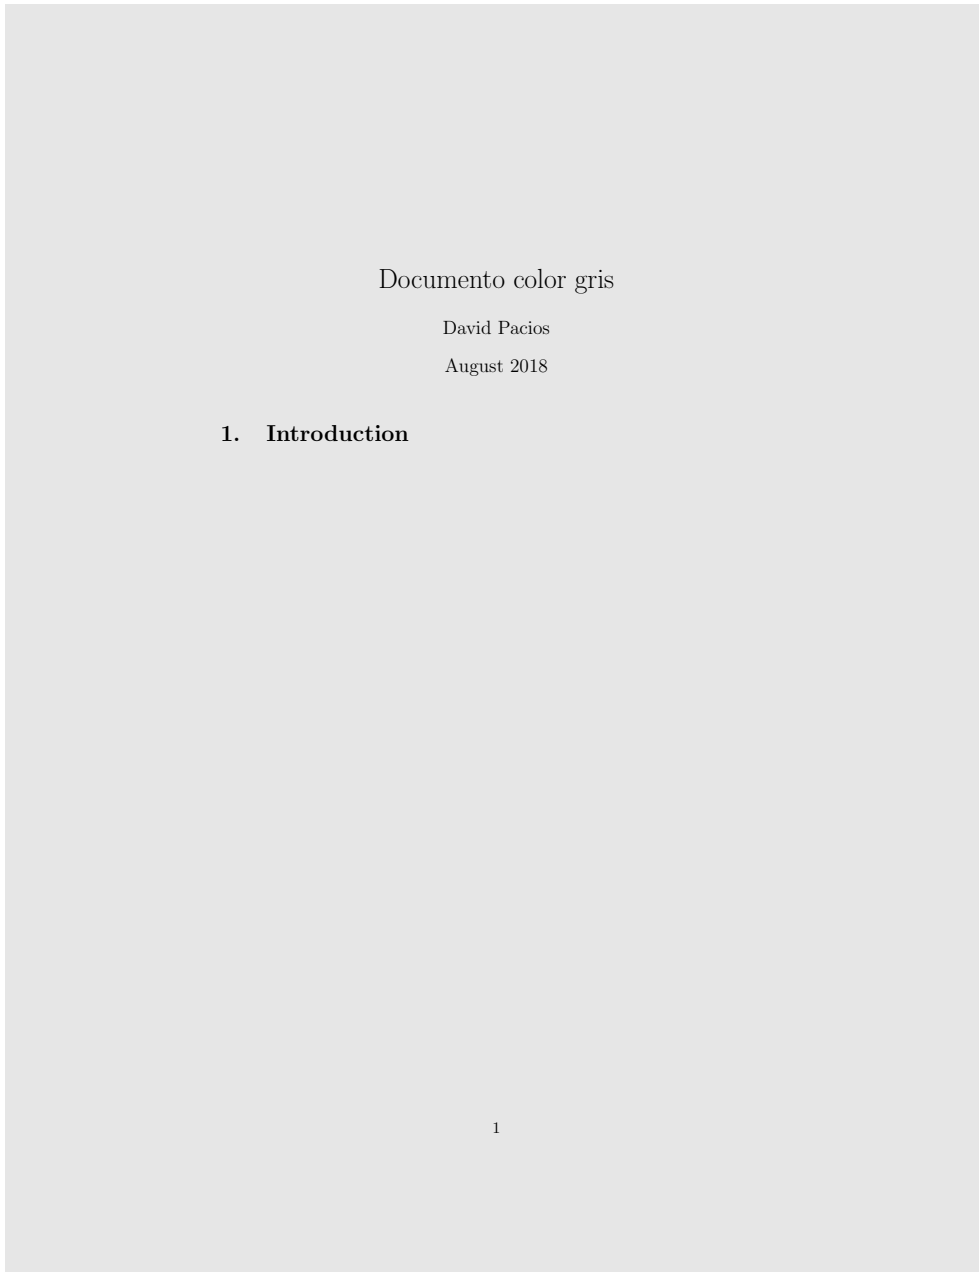 Documento color gris
David Pacios
August 2018
1. Introduction
1